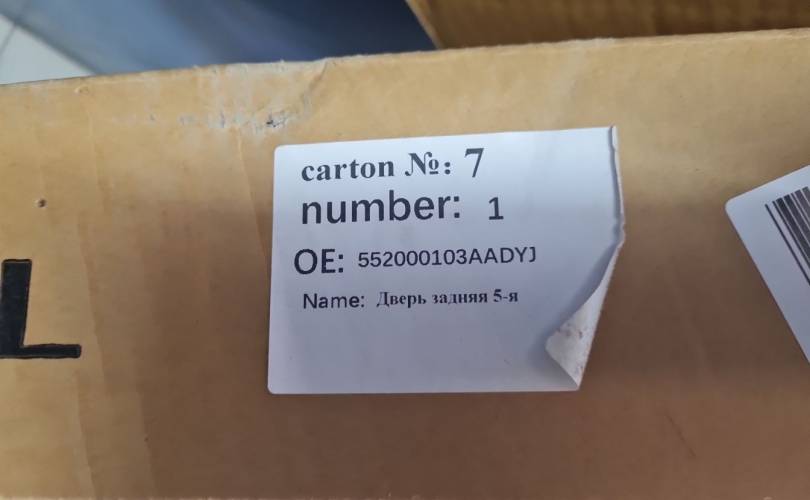 carton №: 7
number: 1
OE: 552000103AADYJ
Name: Дверь задняя 5-я
L